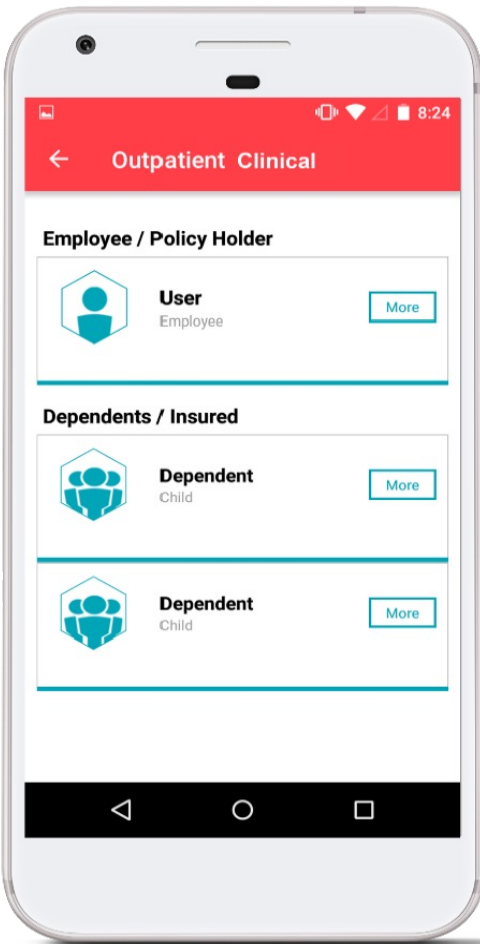 8:24
Outpatient Clinical
Employee / Policy Holder
User
Employee
More
Dependents / Insured
Dependent
Child
More
Dependent
Child
More